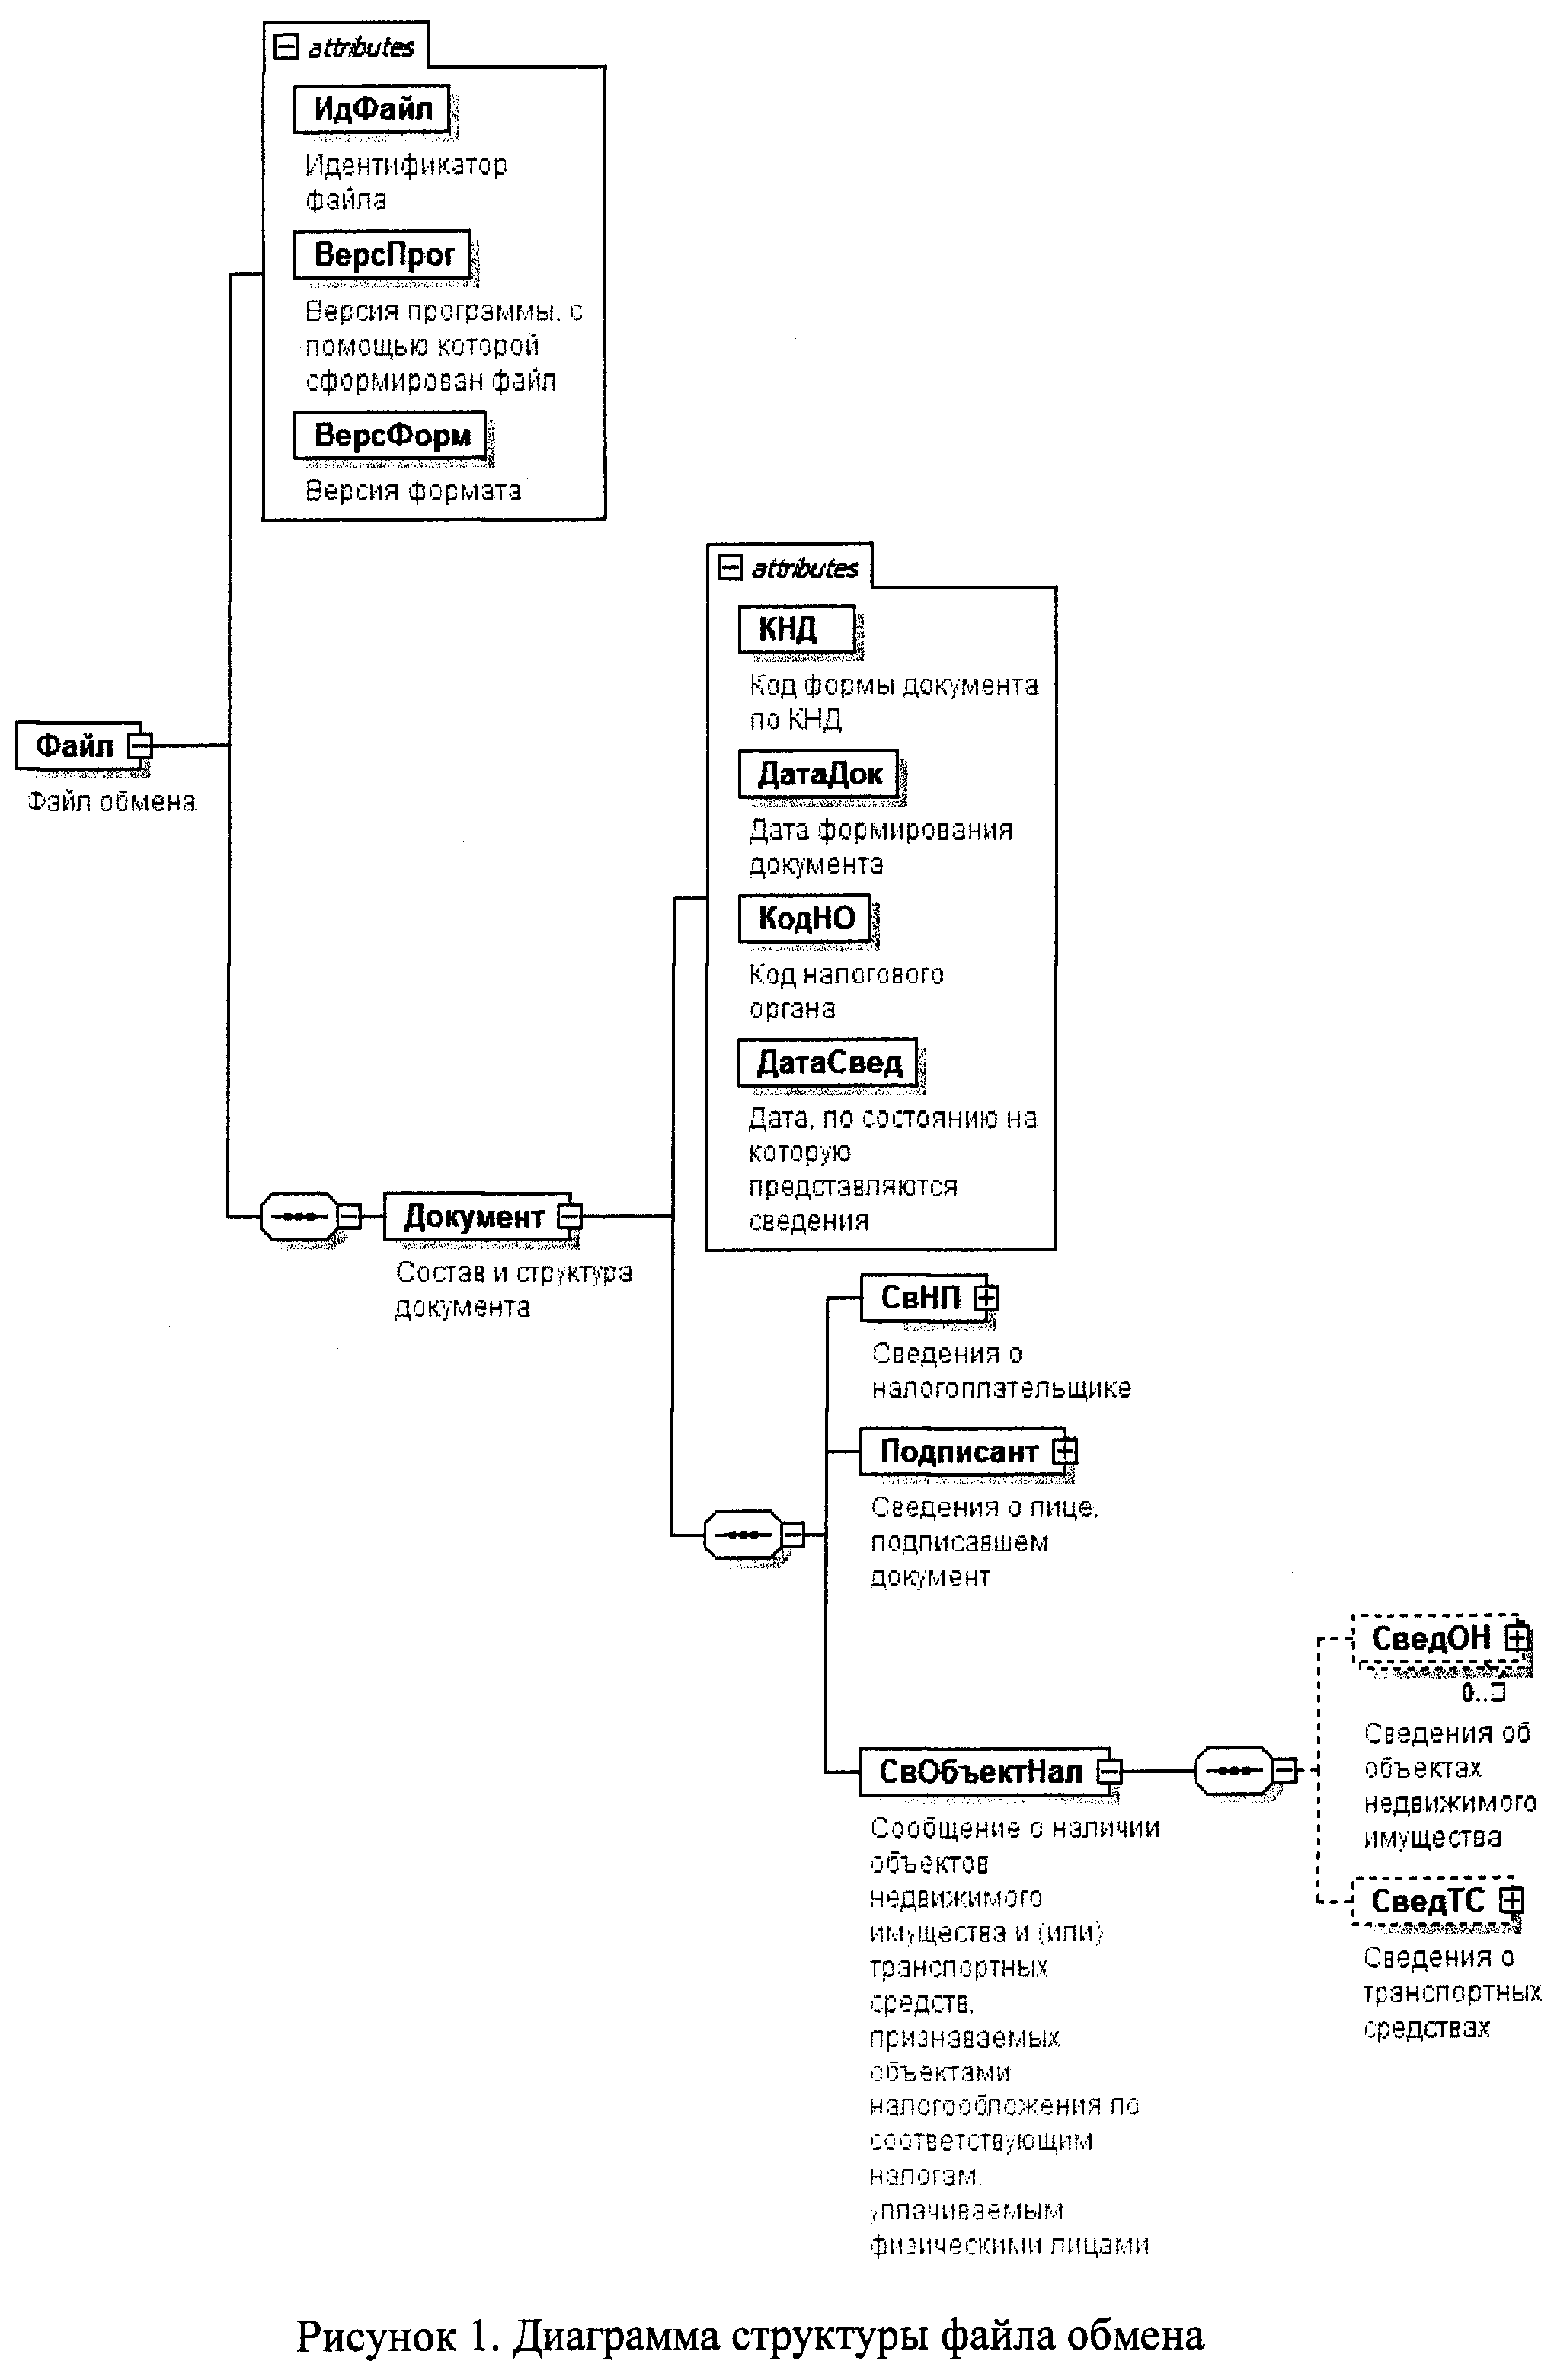 attributes
ИдФайл
Идентификатор
файла
ВерсПрог
Версия программы, с
помощью которой
сформирован файл
ВерсФорм
Версия формата
Файл
Файл обмена
attributes
КНД
Код формы документа
по КНД
ДатаДок
Дата формирования
документа
КодНО
Код налогового
органа
ДатаСвед
Дата, по состоянию на
которую
представляются
сведения
Документ
Состав и структура
документа
СвНП
Сведения о
налогоплательщике
Подписант
Сведения о лице,
подписавшем
документ
СвОбъектНал
Сообщение о наличии
объектов
недвижимого
имущества и (или)
транспортных
средств,
признаваемых
объектами
налогообложения по
соответствующим
налогам,
уплачиваемым
физическими лицами
СведОН
Сведения об
объектах
недвижимого
имущества
СведТС
Сведения о
транспортных
средствах
Рисунок 1. Диаграмма структуры файла обмена